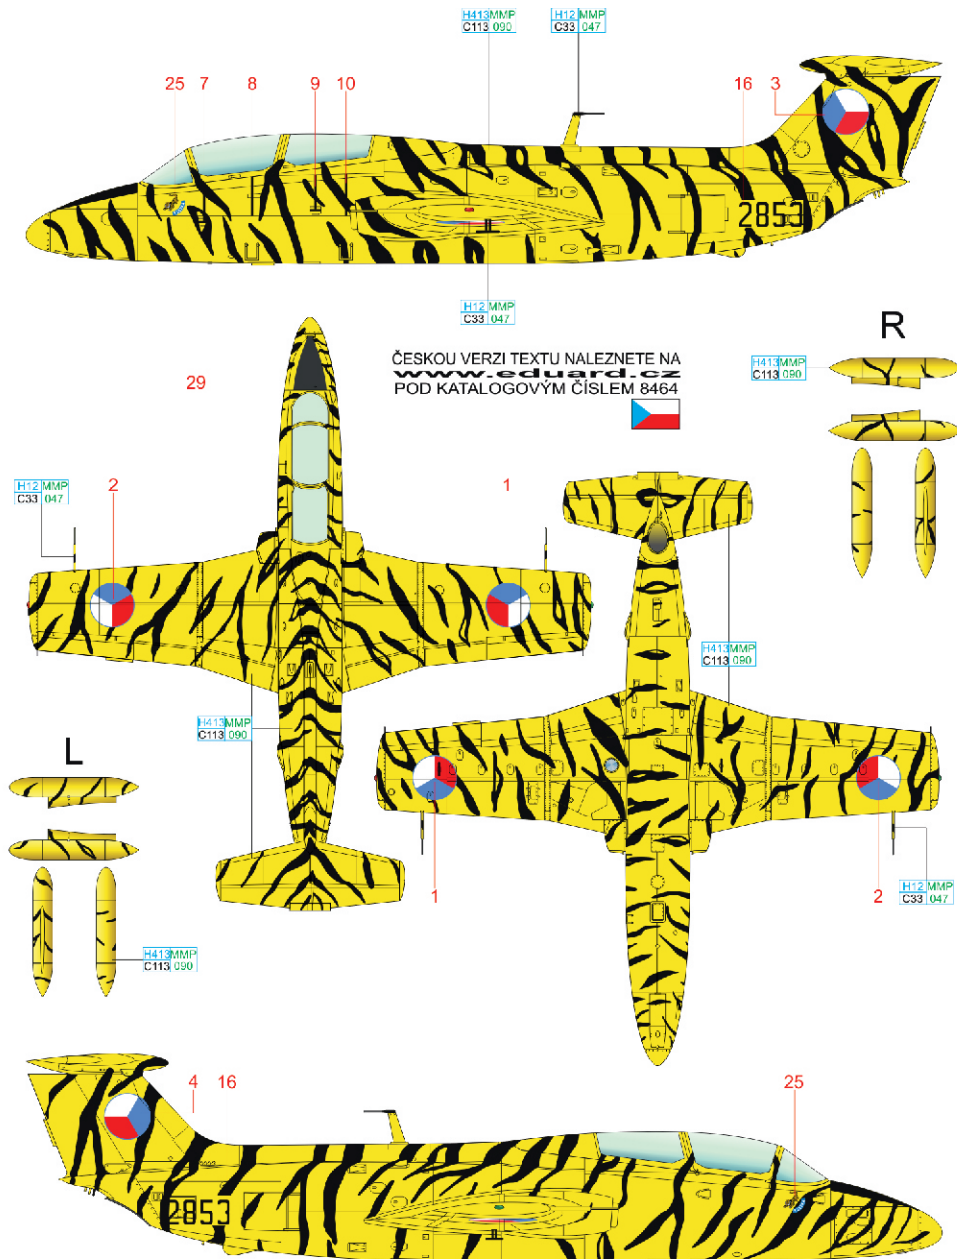 H413 MMP H12 MMP
C113 090 C33 047
25 7 8 9 10 16 3
2853
H12 MMP
C33 047
R
ČESKOU VERZI TEXTU NALEZNETE NA
www.eduard.cz
POD KATALOGOVÝM ČÍSLEM 8464
H413 MMP
C113 090
29
H12 MMP
C33 047
2 1
H413 MMP
C113 090
H413 MMP
C113 090
L
1 2
H12 MMP
C33 047
H413 MMP
C113 090
4 16 25
2853